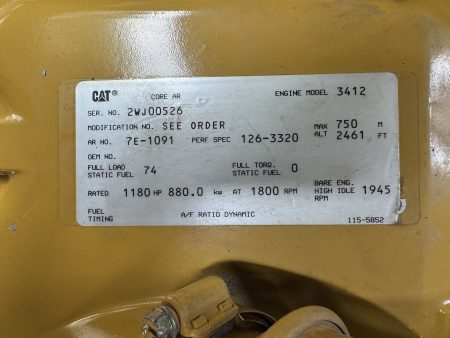 CAT® CORE AR ENGINE MODEL 3412
SER. NO. 2WJ00526
MODIFICATION NO. SEE ORDER MAX 750 M
AR NO. 7E-1091 PERF SPEC 126-3320 ALT 2461 FT
OEM NO.
FULL LOAD STATIC FUEL 74 FULL TORQ. STATIC FUEL 0
RATED 1180 HP 880.0 kw AT 1800 RPM BARE ENG. HIGH IDLE RPM 1945
FUEL TIMING A/F RATIO DYNAMIC
115-5852